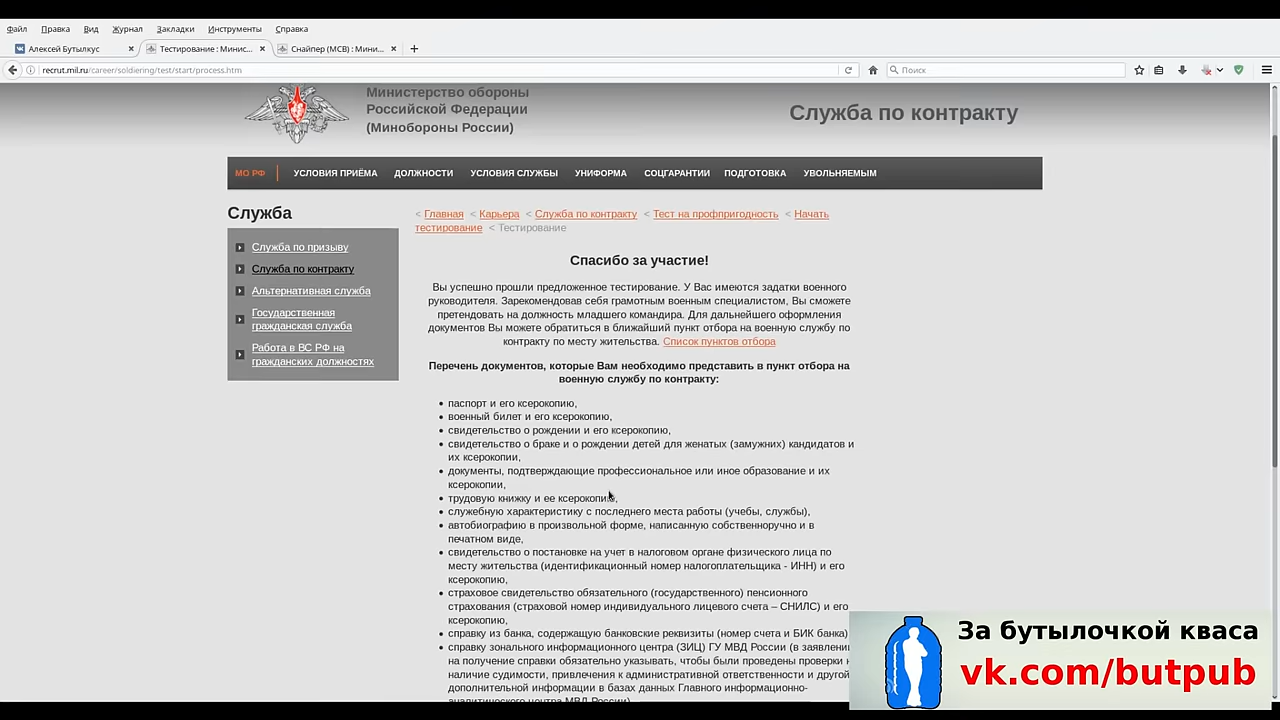 Файл Правка Вид Журнал Закладки Инструменты Справка
Алексей Бутылкус Тестирование : Минис... Снайпер (МСВ) : Мини...
recrut.mil.ru/career/soldiering/test/start/process.htm Поиск
Министерство обороны
Российской Федерации
(Минобороны России)
Служба по контракту
МО РФ УСЛОВИЯ ПРИЁМА ДОЛЖНОСТИ УСЛОВИЯ СЛУЖБЫ УНИФОРМА СОЦГАРАНТИИ ПОДГОТОВКА УВОЛЬНЯЕМЫМ
Служба
Служба по призыву
Служба по контракту
Альтернативная служба
Государственная
гражданская служба
Работа в ВС РФ на
гражданских должностях
< Главная < Карьера < Служба по контракту < Тест на профпригодность < Начать
тестирование < Тестирование
Спасибо за участие!
Вы успешно прошли предложенное тестирование. У Вас имеются задатки военного
руководителя. Зарекомендовав себя грамотным военным специалистом, Вы сможете
претендовать на должность младшего командира. Для дальнейшего оформления
документов Вы можете обратиться в ближайший пункт отбора на военную службу по
контракту по месту жительства. Список пунктов отбора
Перечень документов, которые Вам необходимо представить в пункт отбора на
военную службу по контракту:
паспорт и его ксерокопию,
военный билет и его ксерокопию,
свидетельство о рождении и его ксерокопию,
свидетельство о браке и о рождении детей для женатых (замужних) кандидатов и
их ксерокопии,
документы, подтверждающие профессиональное или иное образование и их
ксерокопии,
трудовую книжку и ее ксерокопию,
служебную характеристику с последнего места работы (учебы, службы),
автобиографию в произвольной форме, написанную собственноручно и в
печатном виде,
свидетельство о постановке на учет в налоговом органе физического лица по
месту жительства (идентификационный номер налогоплательщика - ИНН) и его
ксерокопию,
страховое свидетельство обязательного (государственного) пенсионного
страхования (страховой номер индивидуального лицевого счета – СНИЛС) и его
ксерокопию,
справку из банка, содержащую банковские реквизиты (номер счета и БИК банка)
справку зонального информационного центра (ЗИЦ) ГУ МВД России (в заявлени
на получение справки обязательно указывать, чтобы были проведены проверки
наличие судимости, привлечения к административной ответственности и другой
дополнительной информации в базах данных Главного информационно-
аналитического центра МВД России)
За бутылочкой кваса
vk.com/butpub